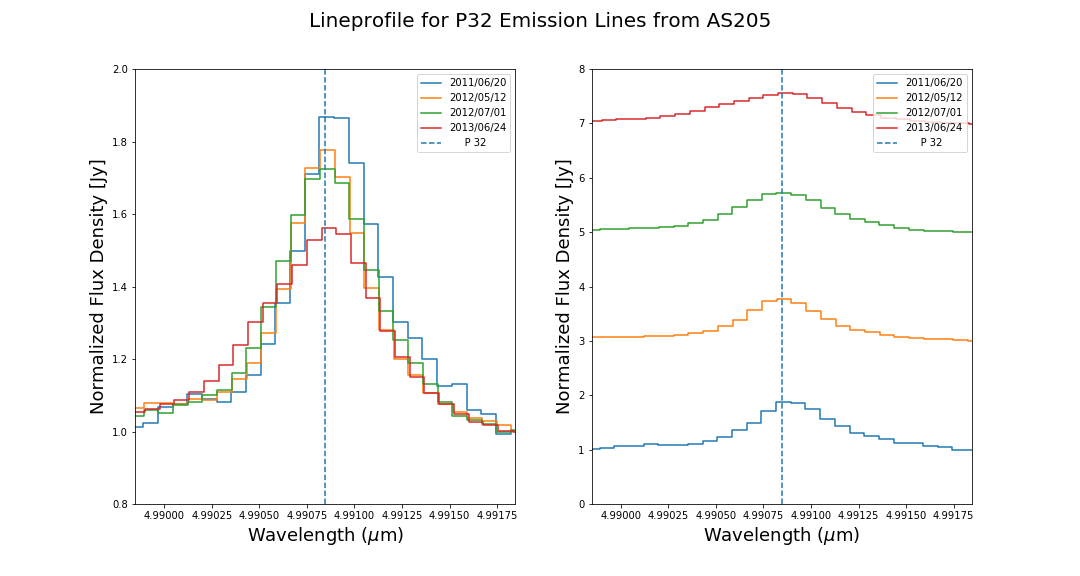 Lineprofile for P32 Emission Lines from AS205
Normalized Flux Density [Jy]
2.0
1.8
1.6
1.4
1.2
1.0
0.8
2011/06/20
2012/05/12
2012/07/01
2013/06/24
P 32
4.99000 4.99025 4.99050 4.99075 4.99100 4.99125 4.99150 4.99175
Wavelength (μm)
Normalized Flux Density [Jy]
8
7
6
5
4
3
2
1
0
2011/06/20
2012/05/12
2012/07/01
2013/06/24
P 32
4.99000 4.99025 4.99050 4.99075 4.99100 4.99125 4.99150 4.99175
Wavelength (μm)